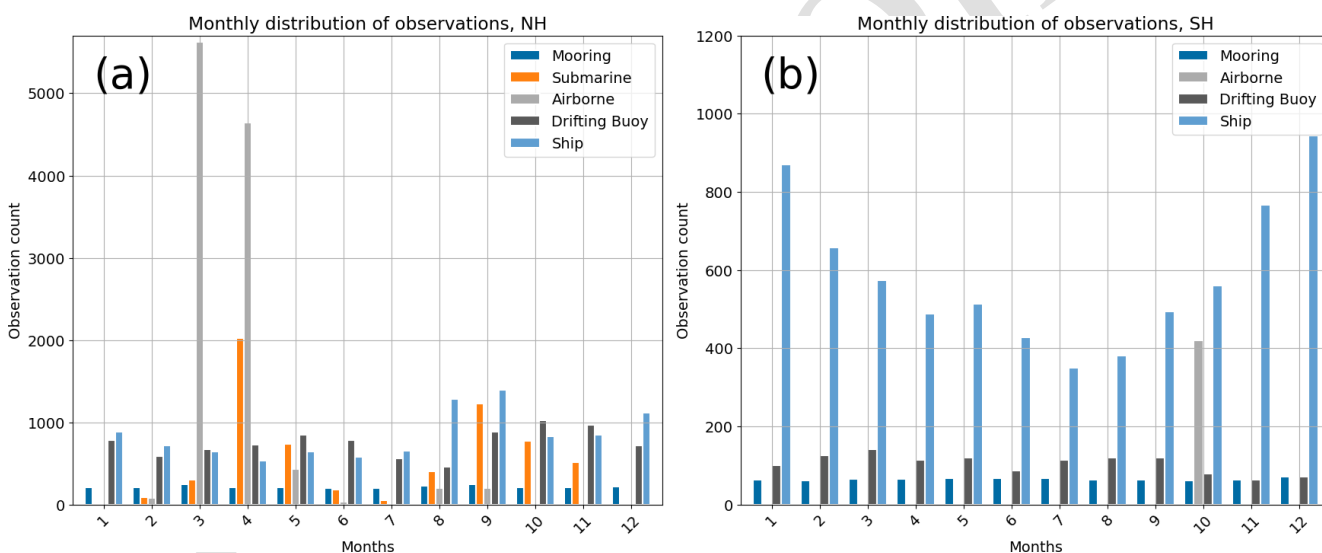 Monthly distribution of observations, NH
(a)
Mooring
Submarine
Airborne
Drifting Buoy
Ship
5000
4000
3000
2000
1000
0
Observation count
1 2 3 4 5 6 7 8 9 10 11 12
Months
Monthly distribution of observations, SH
(b)
Mooring
Airborne
Drifting Buoy
Ship
1200
1000
800
600
400
200
0
Observation count
1 2 3 4 5 6 7 8 9 10 11 12
Months